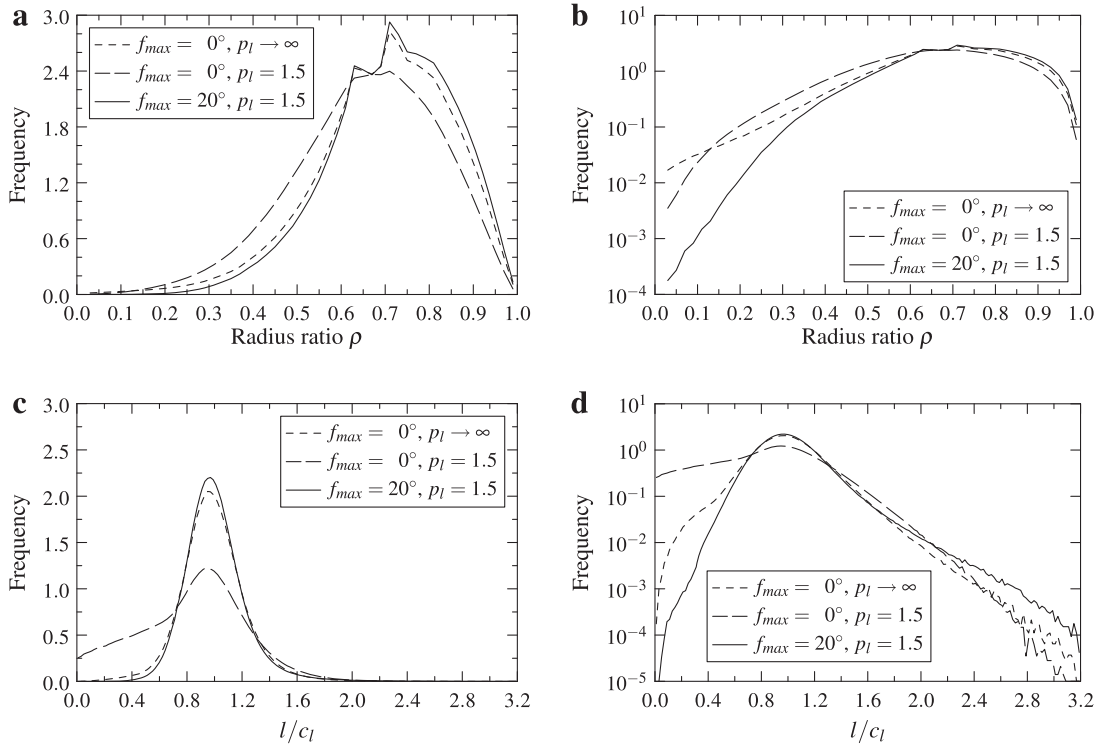 a
3.0
2.4
1.8
1.2
0.6
0.0
Frequency
f_max = 0°, p_l → ∞
f_max = 0°, p_l = 1.5
f_max = 20°, p_l = 1.5
0.0 0.1 0.2 0.3 0.4 0.5 0.6 0.7 0.8 0.9 1.0
Radius ratio ρ
b
10^1
10^0
10^−1
10^−2
10^−3
10^−4
Frequency
f_max = 0°, p_l → ∞
f_max = 0°, p_l = 1.5
f_max = 20°, p_l = 1.5
0.0 0.1 0.2 0.3 0.4 0.5 0.6 0.7 0.8 0.9 1.0
Radius ratio ρ
c
3.0
2.5
2.0
1.5
1.0
0.5
0.0
Frequency
f_max = 0°, p_l → ∞
f_max = 0°, p_l = 1.5
f_max = 20°, p_l = 1.5
0.0 0.4 0.8 1.2 1.6 2.0 2.4 2.8 3.2
l/c_l
d
10^1
10^0
10^−1
10^−2
10^−3
10^−4
10^−5
Frequency
f_max = 0°, p_l → ∞
f_max = 0°, p_l = 1.5
f_max = 20°, p_l = 1.5
0.0 0.4 0.8 1.2 1.6 2.0 2.4 2.8 3.2
l/c_l